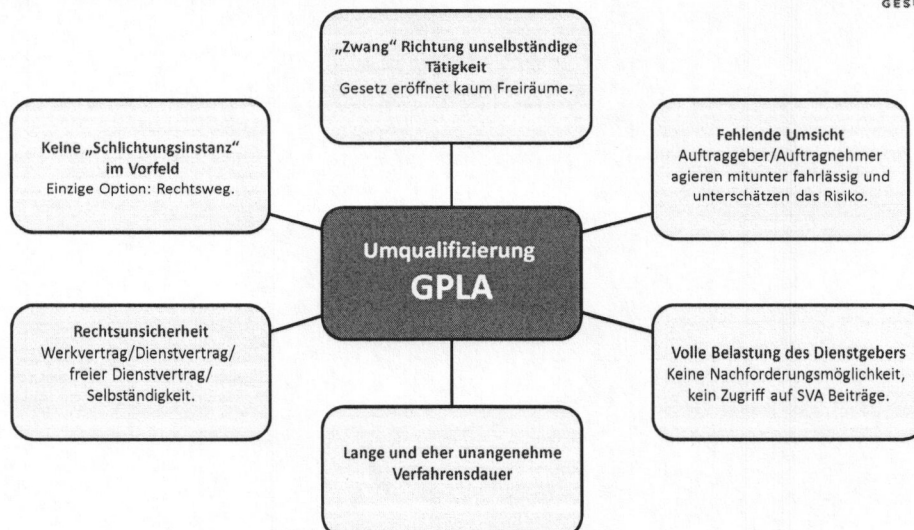 „Zwang“ Richtung unselbständige
Tätigkeit
Gesetz eröffnet kaum Freiräume.
Keine „Schlichtungsinstanz“
im Vorfeld
Einzige Option: Rechtsweg.
Fehlende Umsicht
Auftraggeber/Auftragnehmer
agieren mitunter fahrlässig und
unterschätzen das Risiko.
Umqualifizierung
GPLA
Rechtsunsicherheit
Werkvertrag/Dienstvertrag/
freier Dienstvertrag/
Selbständigkeit.
Volle Belastung des Dienstgebers
Keine Nachforderungsmöglichkeit,
kein Zugriff auf SVA Beiträge.
Lange und eher unangenehme
Verfahrensdauer